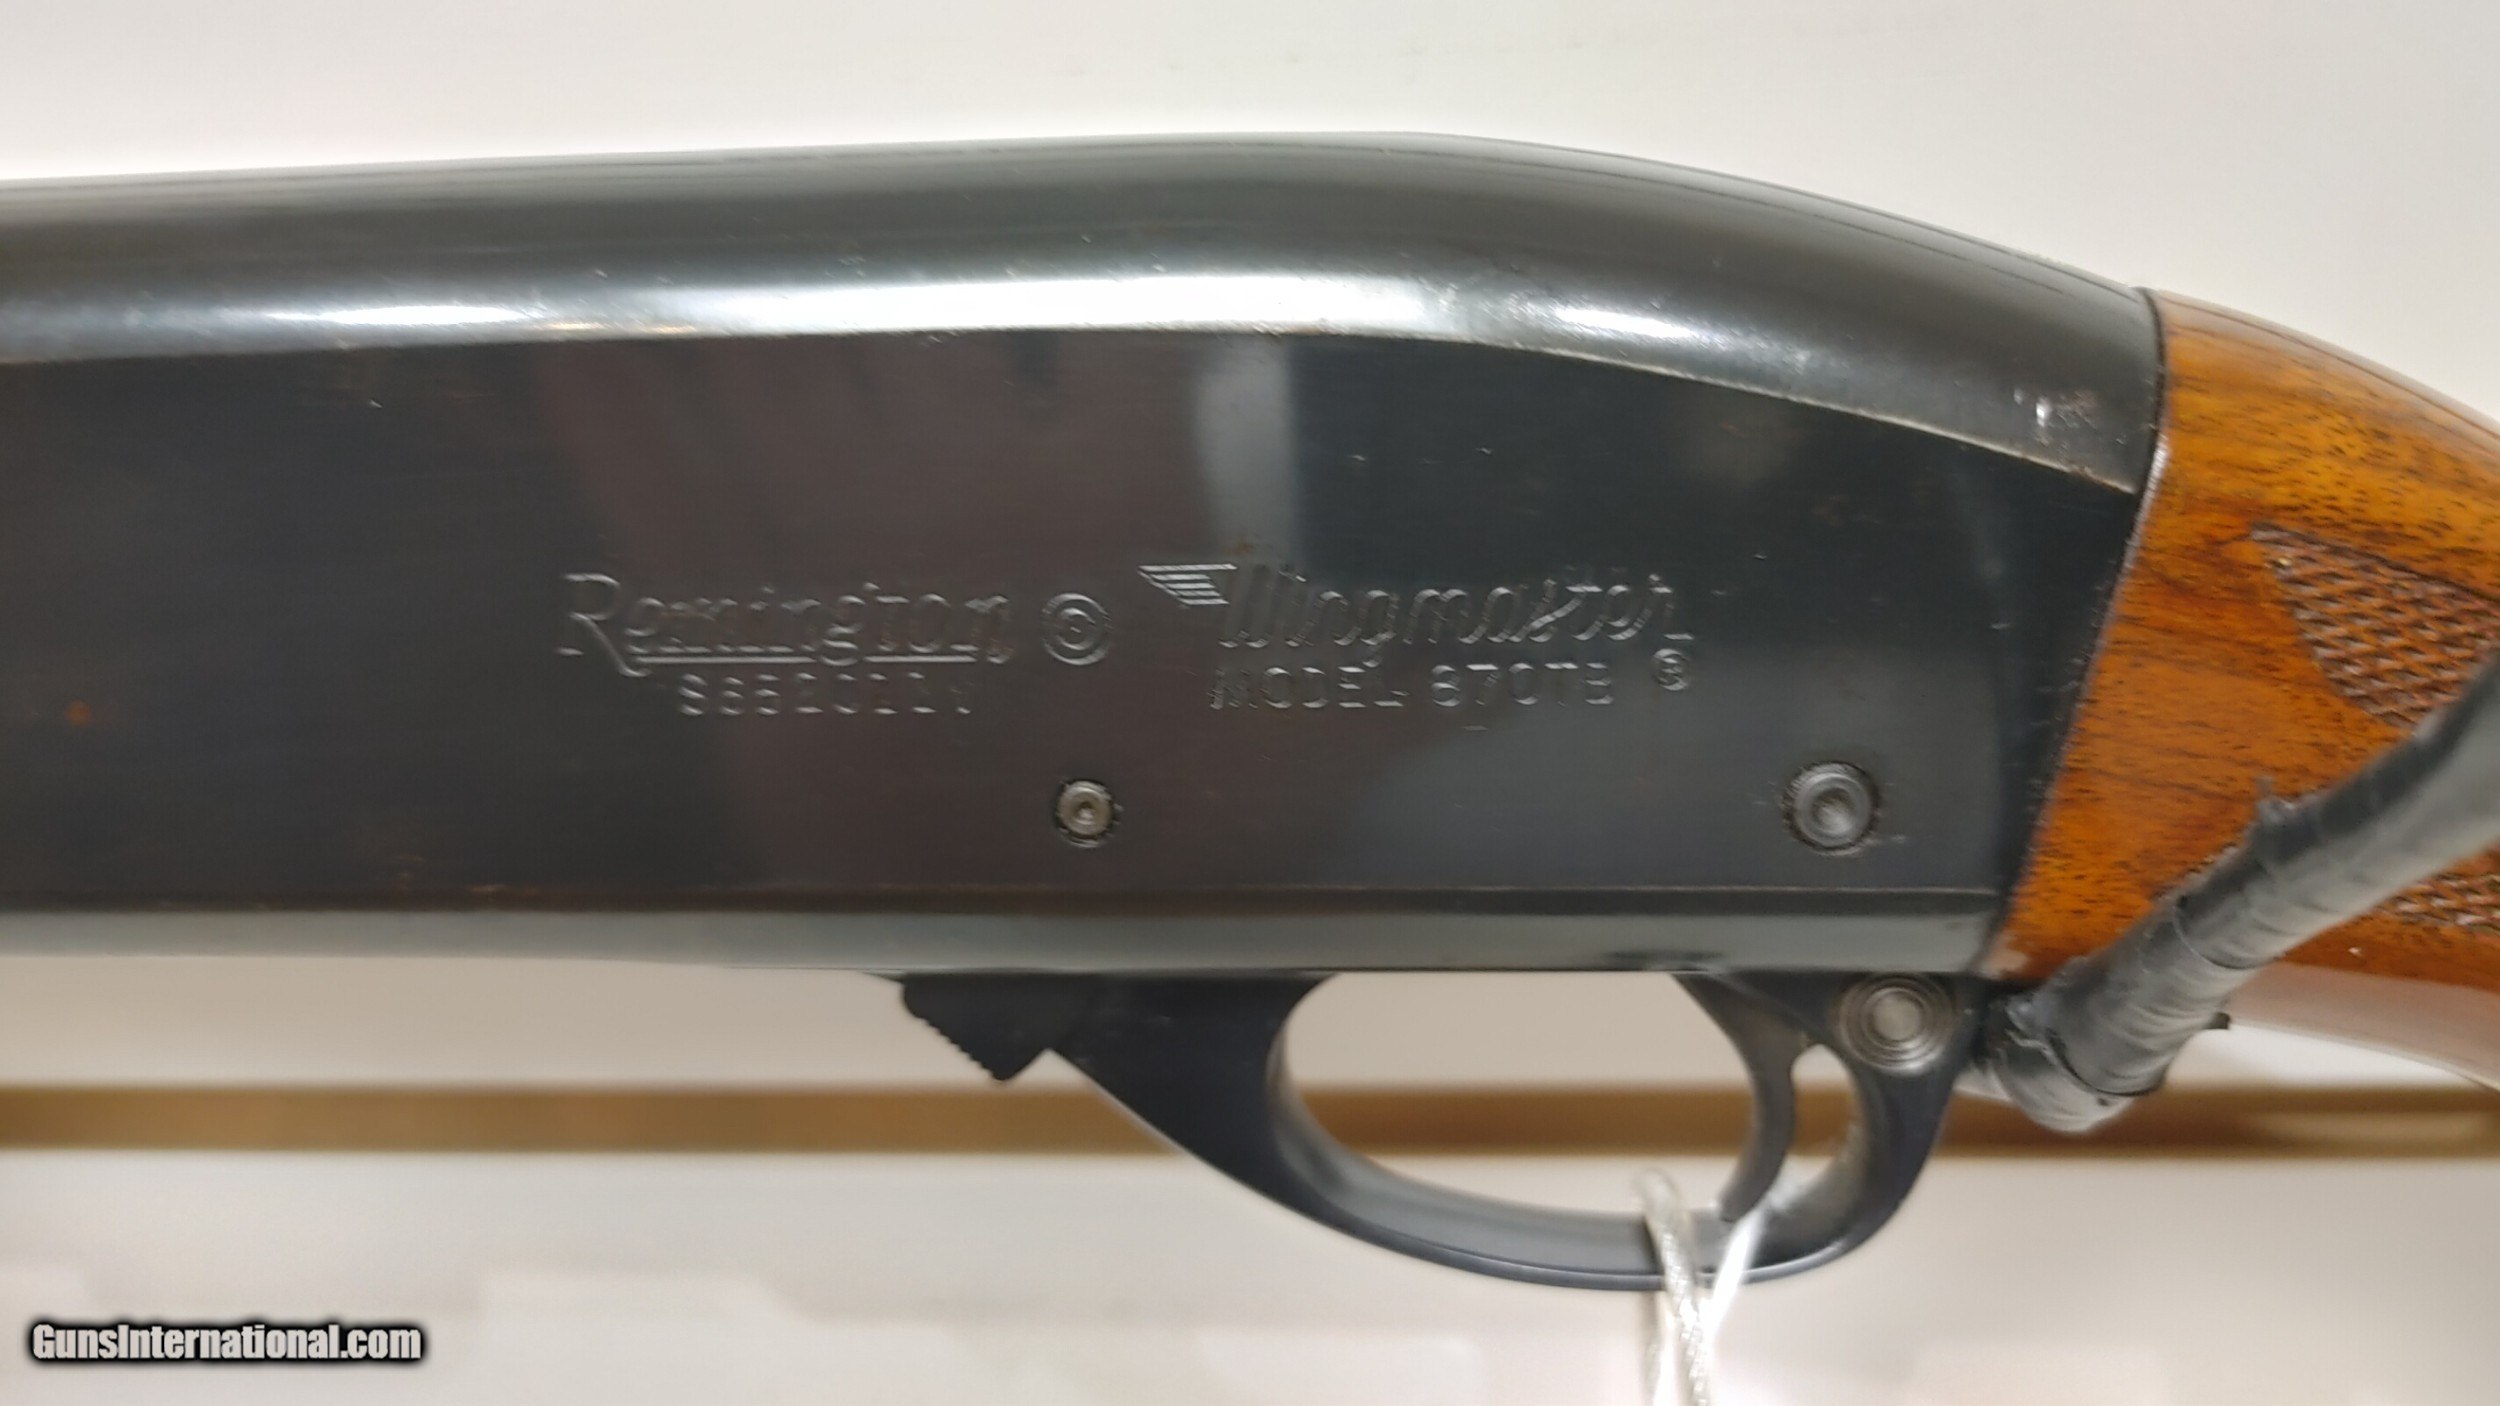 Remington
Wingmaster
MODEL 870TB ®
GunsInternational.com